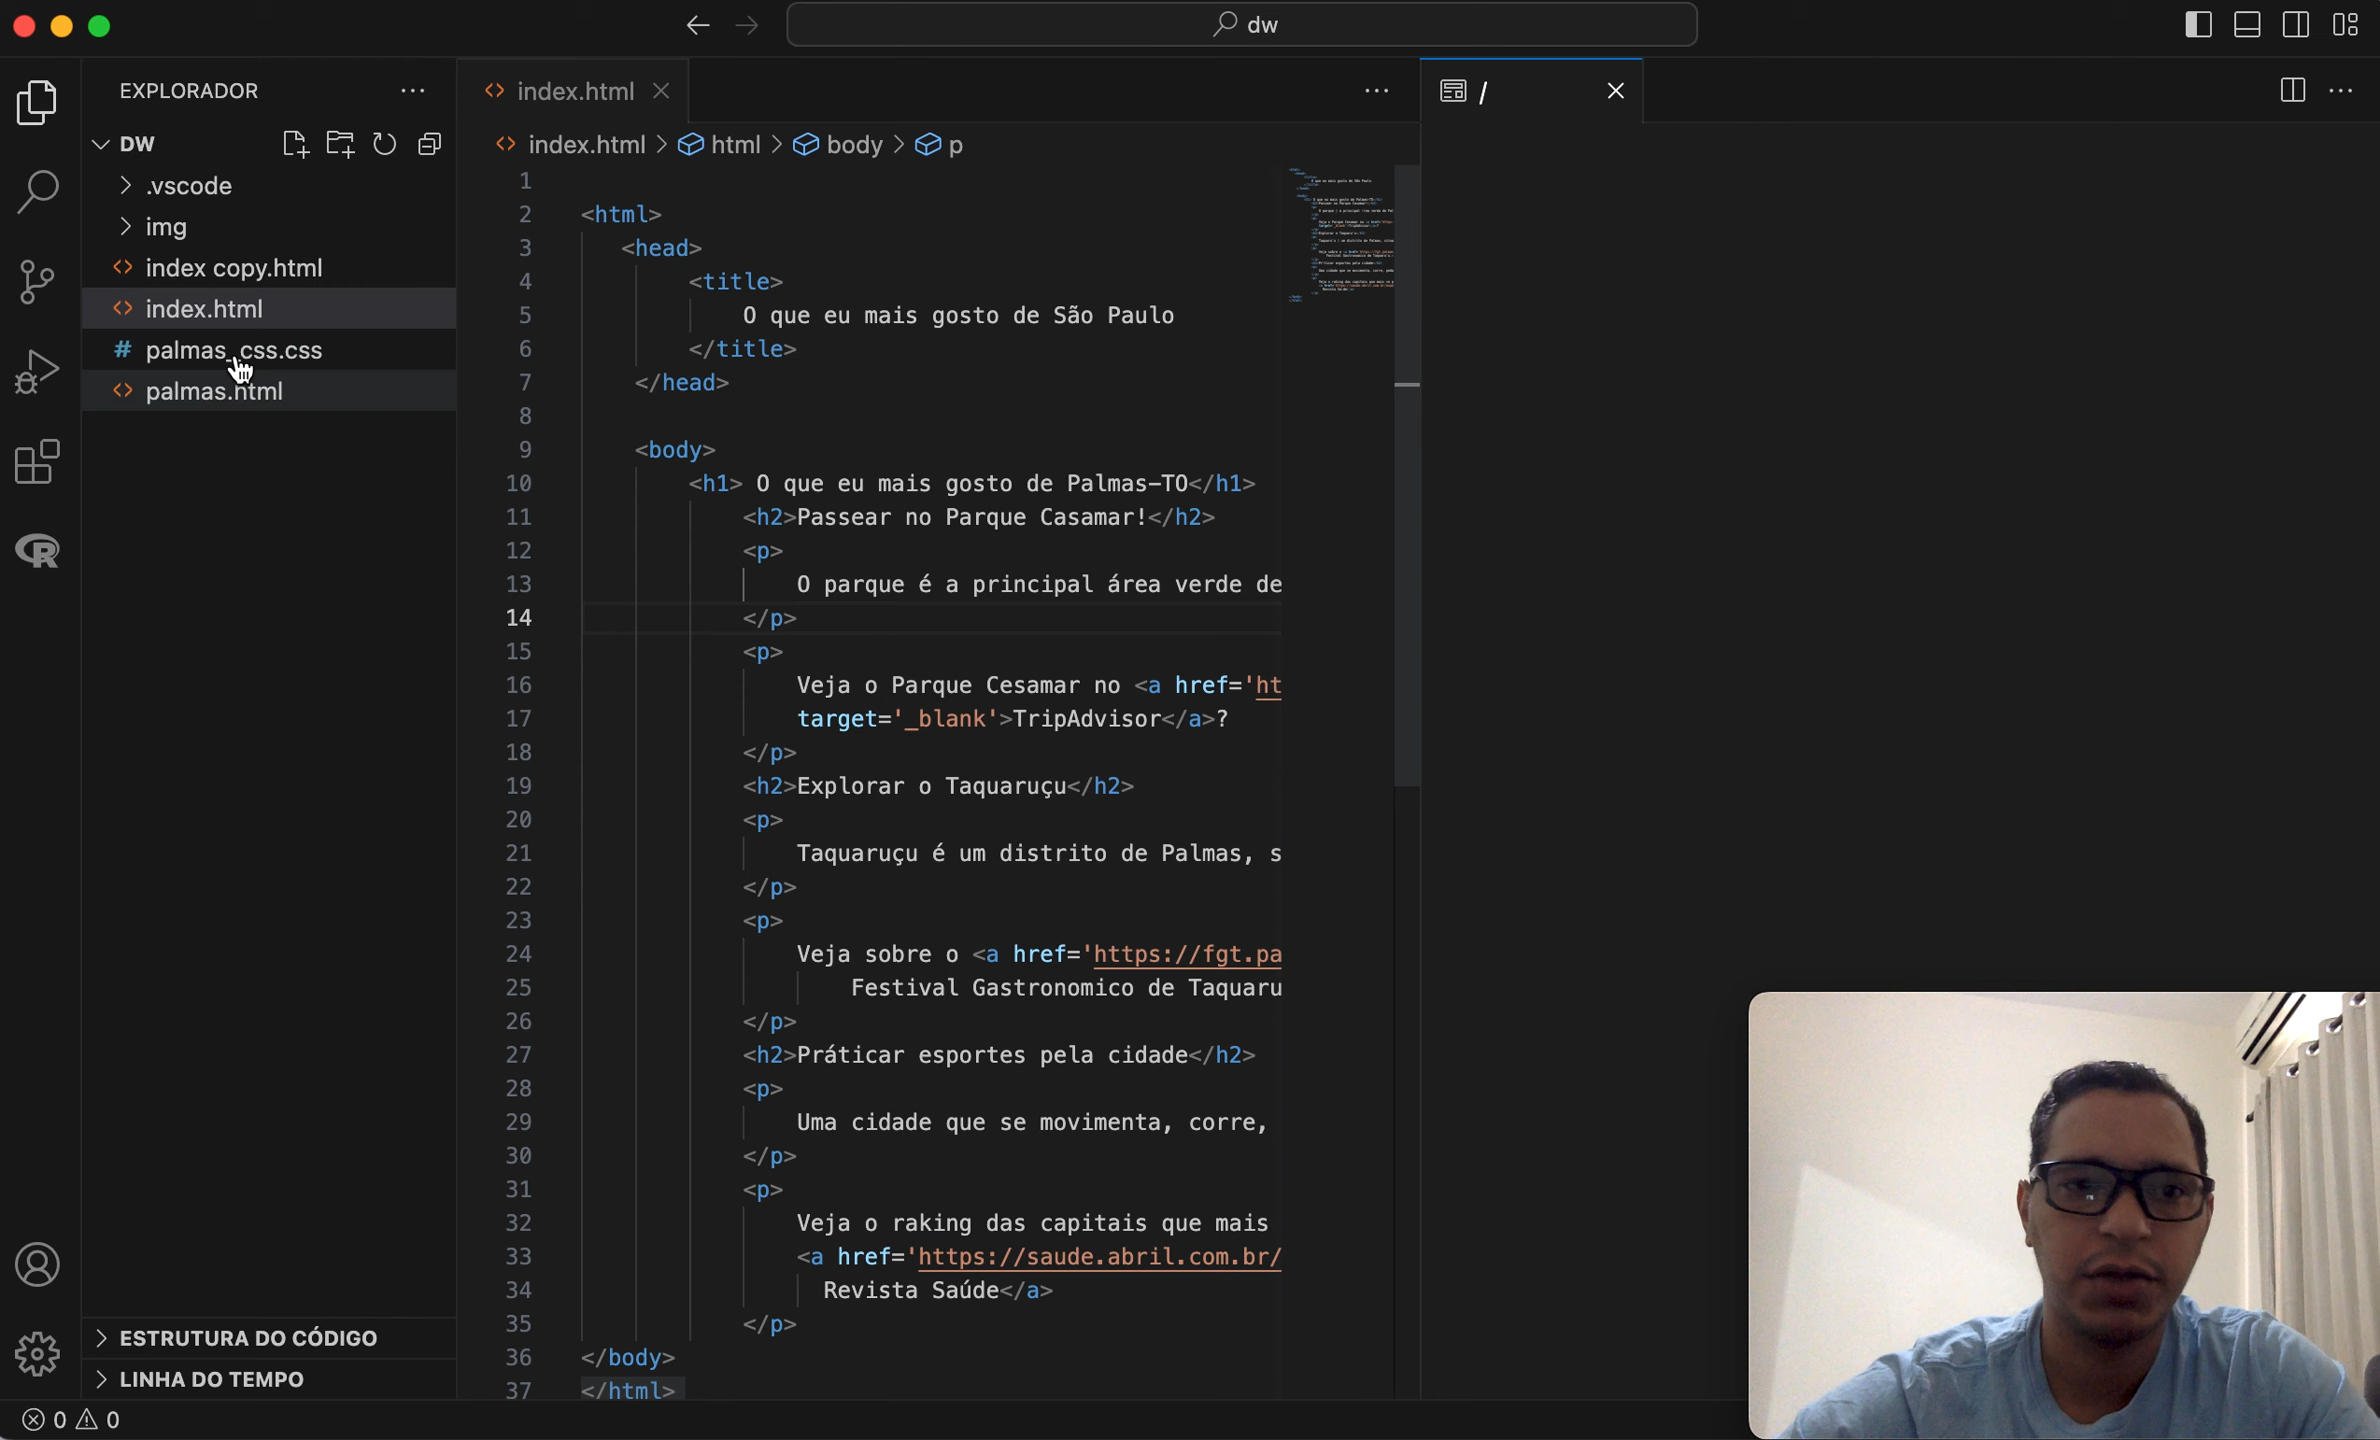 dw
EXPLORADOR
DW
.vscode
img
index copy.html
index.html
palmas_css.css
palmas.html
ESTRUTURA DO CÓDIGO
LINHA DO TEMPO
0 0
index.html
/
index.html > html > body > p
1
2 <html>
3 <head>
4 <title>
5 O que eu mais gosto de São Paulo
6 </title>
7 </head>
8
9 <body>
10 <h1> O que eu mais gosto de Palmas-TO</h1>
11 <h2>Passear no Parque Casamar!</h2>
12 <p>
13 O parque é a principal área verde de
14 </p>
15 <p>
16 Veja o Parque Cesamar no <a href='ht
17 target='_blank'>TripAdvisor</a>?
18 </p>
19 <h2>Explorar o Taquaruçu</h2>
20 <p>
21 Taquaruçu é um distrito de Palmas, s
22 </p>
23 <p>
24 Veja sobre o <a href='https://fgt.pa
25 Festival Gastronomico de Taquaru
26 </p>
27 <h2>Práticar esportes pela cidade</h2>
28 <p>
29 Uma cidade que se movimenta, corre,
30 </p>
31 <p>
32 Veja o raking das capitais que mais
33 <a href='https://saude.abril.com.br/
34 Revista Saúde</a>
35 </p>
36 </body>
37 </html>